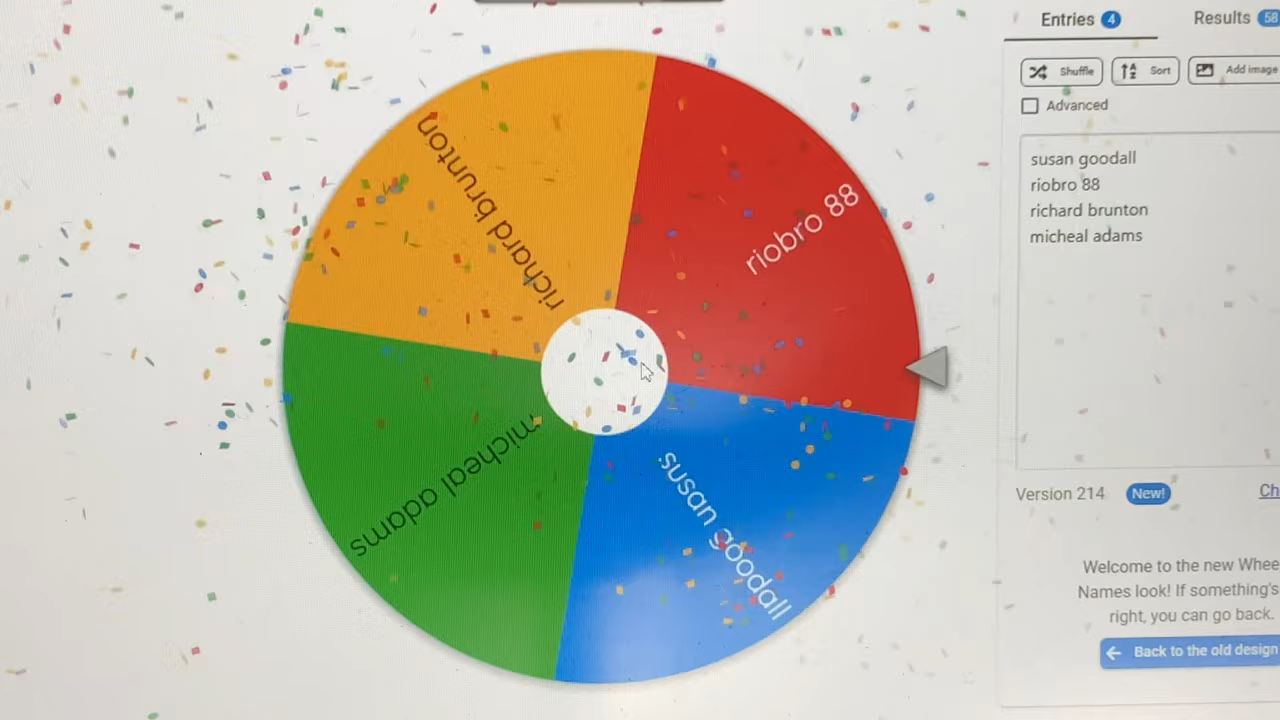 Entries 4
Results 58
Shuffle
Sort
Add image
Advanced
susan goodall
riobro 88
richard brunton
micheal adams
richard brunton
riobro 88
micheal adams
susan goodall
Version 214
New!
Ch
Welcome to the new Whee
Names look! If something's
right, you can go back.
Back to the old design